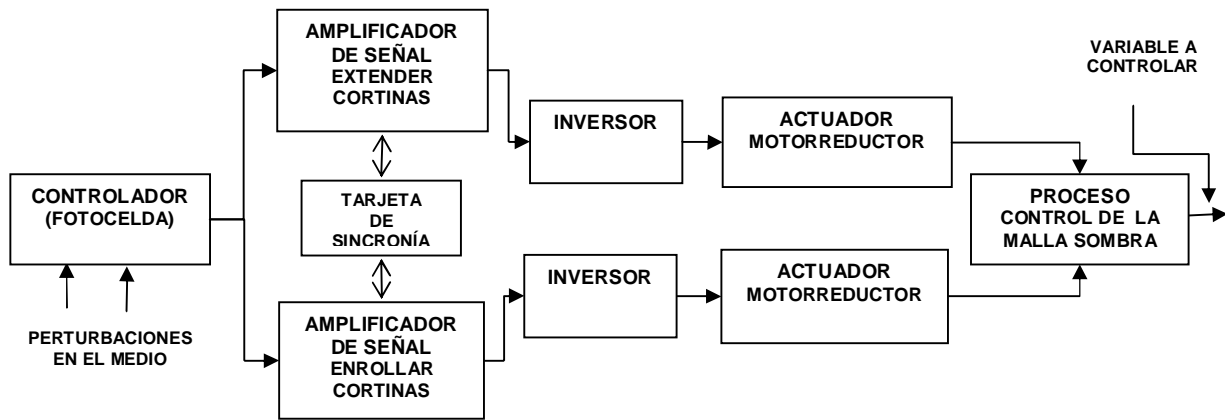 AMPLIFICADOR
DE SEÑAL
EXTENDER
CORTINAS
VARIABLE A
CONTROLAR
INVERSOR
ACTUADOR
MOTORREDUCTOR
CONTROLADOR
(FOTOCELDA)
TARJETA
DE
SINCRONÍA
PROCESO
CONTROL DE LA
MALLA SOMBRA
INVERSOR
ACTUADOR
MOTORREDUCTOR
PERTURBACIONES
EN EL MEDIO
AMPLIFICADOR
DE SEÑAL
ENROLLAR
CORTINAS